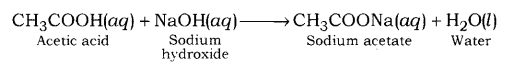 CH₃COOH(aq) + NaOH(aq) ⟶ CH₃COONa(aq) + H₂O(l)
Acetic acid Sodium hydroxide Sodium acetate Water